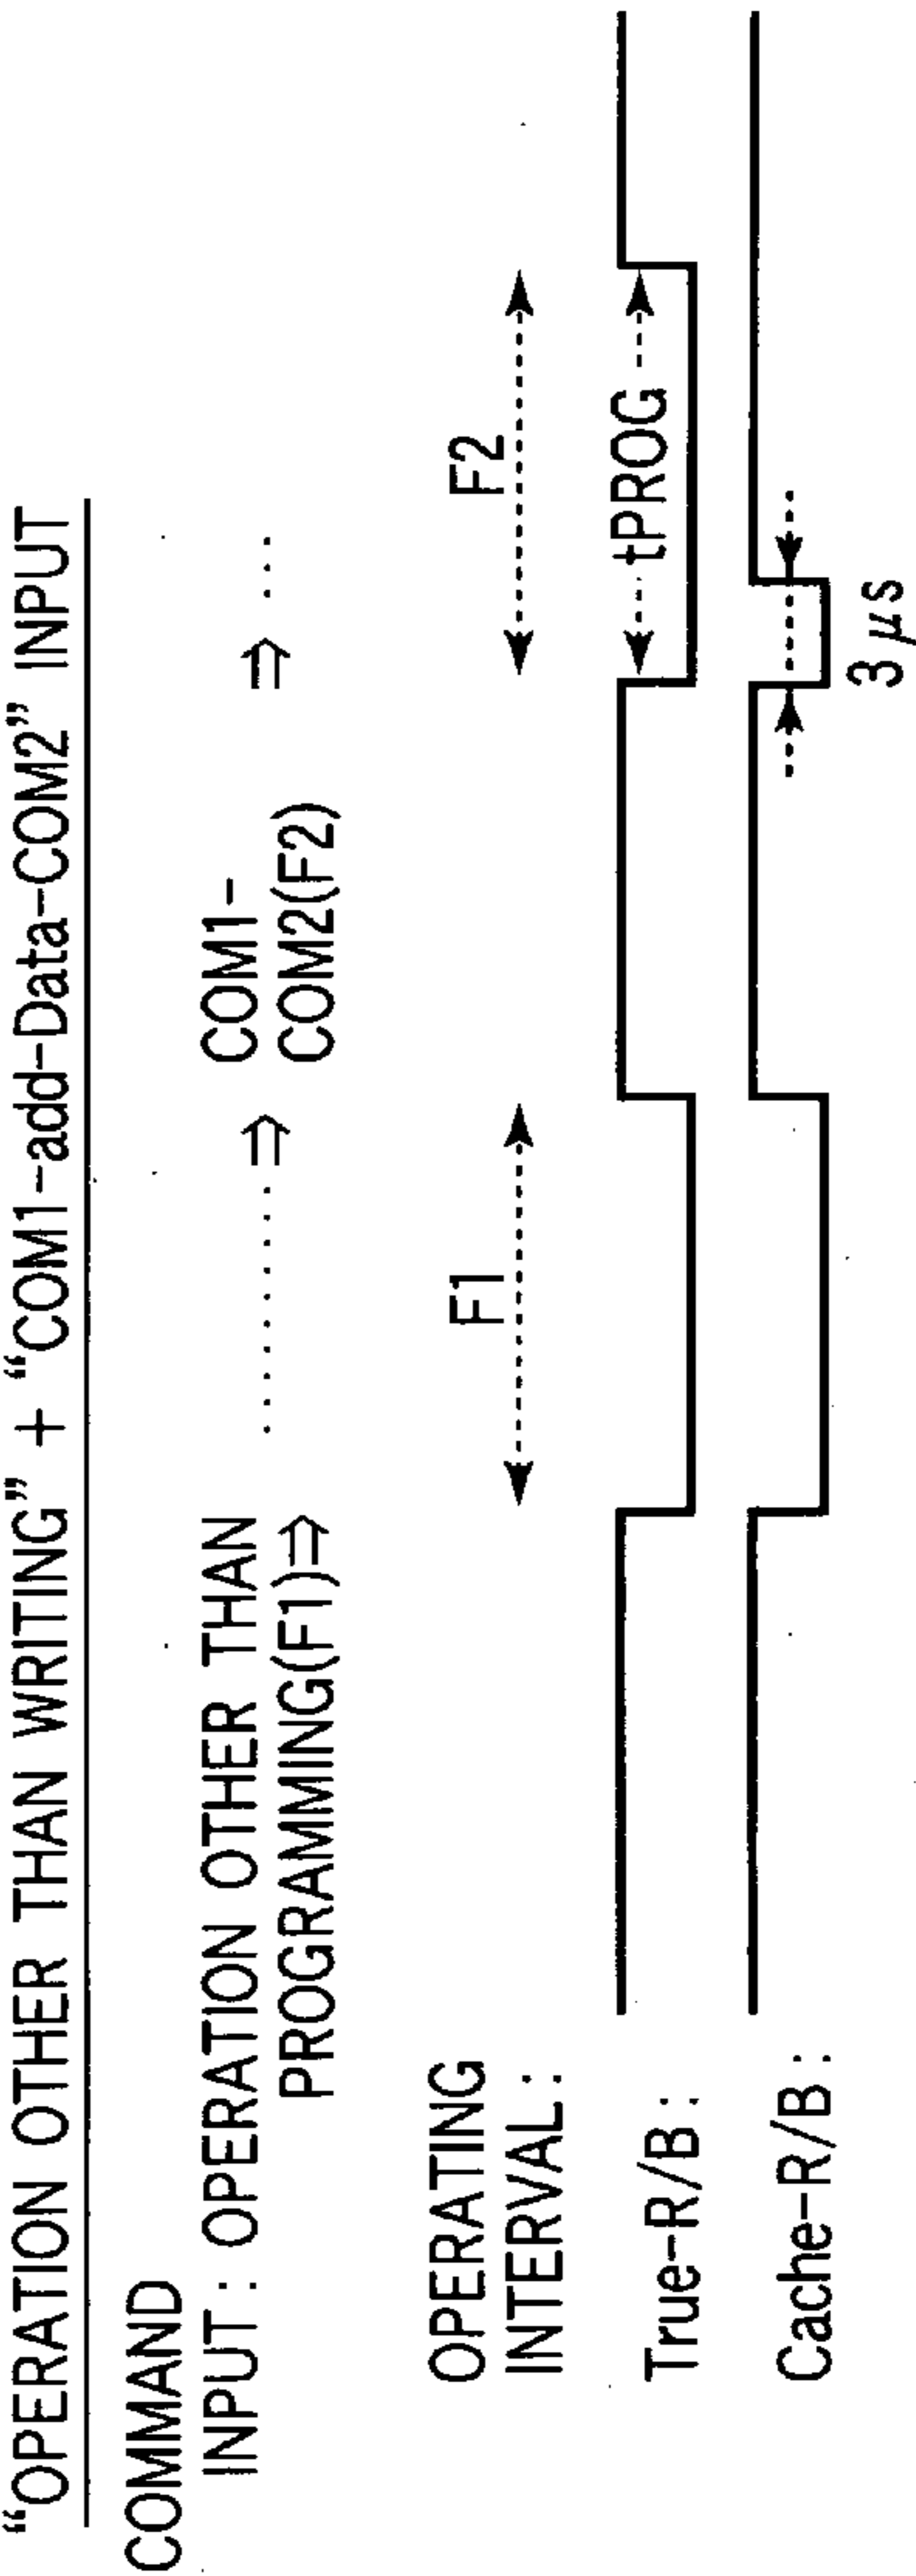 “OPERATION OTHER THAN WRITING” + “COM1-add-Data-COM2” INPUT
COMMAND
INPUT : OPERATION OTHER THAN ········· ⇒ COM1- ⇒ ···
PROGRAMMING(F1)⇒ COM2(F2)
OPERATING
INTERVAL :
F1 F2
True-R/B :
tPROG
Cache-R/B :
3 μs